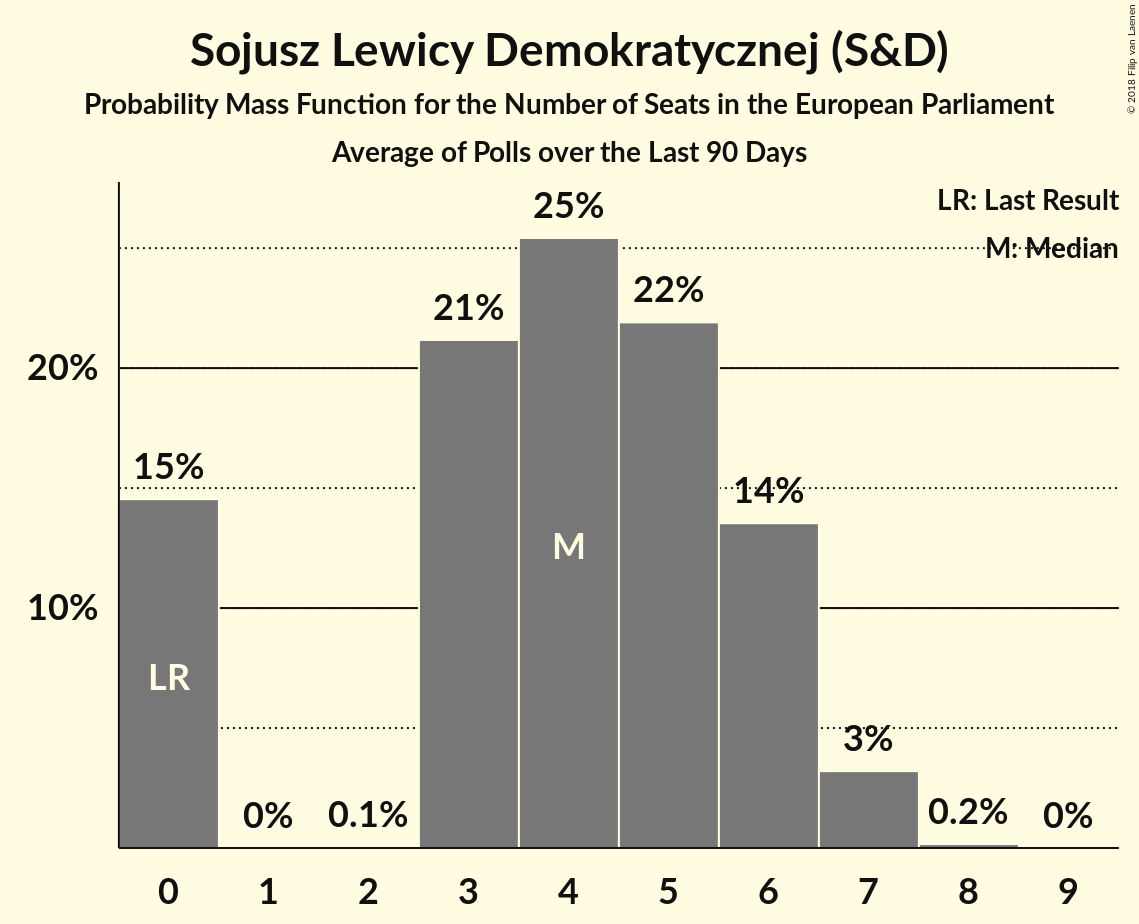 Sojusz Lewicy Demokratycznej (S&D)
Probability Mass Function for the Number of Seats in the European Parliament
Average of Polls over the Last 90 Days
© 2018 Filip van Laenen
LR: Last Result
M: Median
25%
22%
21%
20%
15%
14%
10%
3%
0%
0.1%
0.2%
0%
LR
M
0 1 2 3 4 5 6 7 8 9